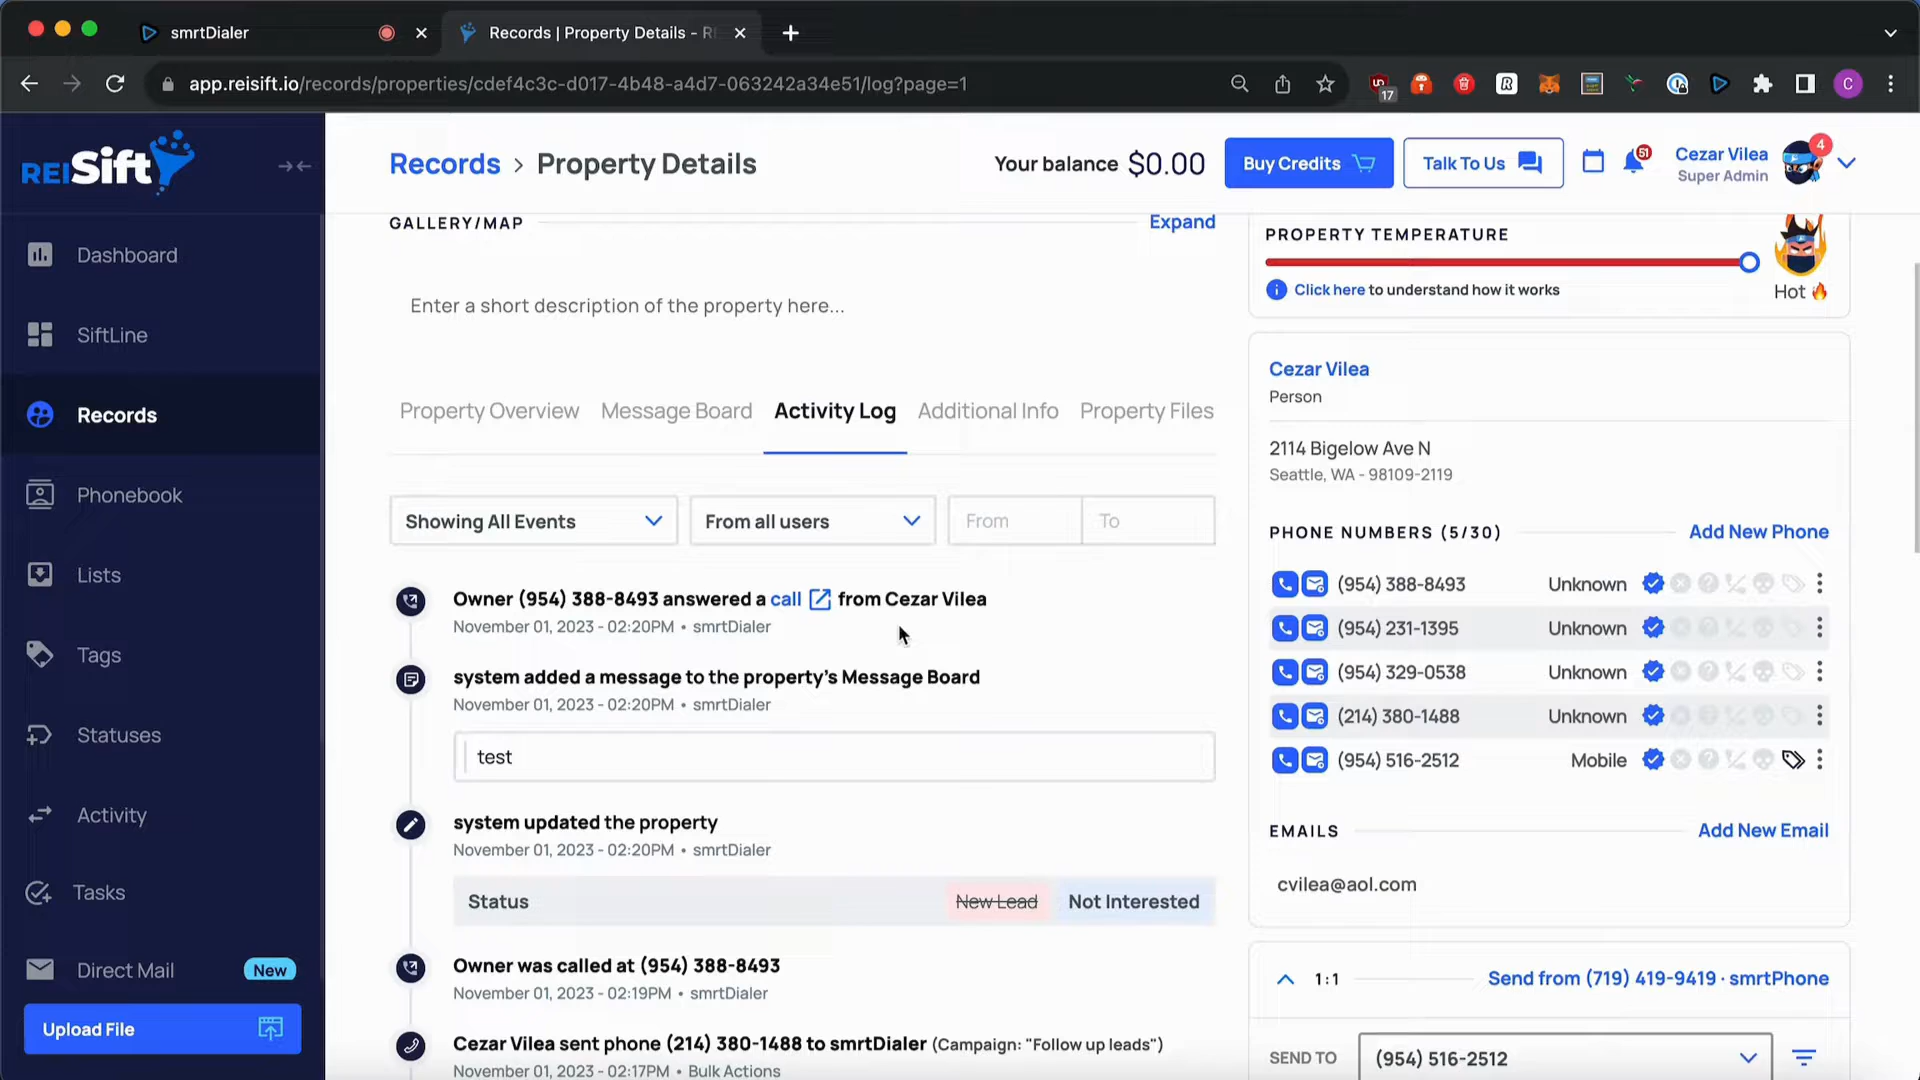 smrtDialer
Records | Property Details - RE
app.reisift.io/records/properties/cdef4c3c-d017-4b48-a4d7-063242a34e51/log?page=1
17
C
REISift
Records > Property Details
Your balance $0.00
Buy Credits
Talk To Us
51
Cezar Vilea
Super Admin
4
Dashboard
SiftLine
Records
Phonebook
Lists
Tags
Statuses
Activity
Tasks
Direct Mail New
Upload File
GALLERY/MAP Expand
Enter a short description of the property here...
Property Overview Message Board Activity Log Additional Info Property Files
Showing All Events From all users From To
Owner (954) 388-8493 answered a call from Cezar Vilea
November 01, 2023 - 02:20PM • smrtDialer
system added a message to the property's Message Board
November 01, 2023 - 02:20PM • smrtDialer
test
system updated the property
November 01, 2023 - 02:20PM • smrtDialer
Status New Lead Not Interested
Owner was called at (954) 388-8493
November 01, 2023 - 02:19PM • smrtDialer
Cezar Vilea sent phone (214) 380-1488 to smrtDialer (Campaign: "Follow up leads")
November 01, 2023 - 02:17PM • Bulk Actions
PROPERTY TEMPERATURE
Click here to understand how it works
Hot
Cezar Vilea
Person
2114 Bigelow Ave N
Seattle, WA - 98109-2119
PHONE NUMBERS (5/30) Add New Phone
(954) 388-8493 Unknown
(954) 231-1395 Unknown
(954) 329-0538 Unknown
(214) 380-1488 Unknown
(954) 516-2512 Mobile
EMAILS Add New Email
cvilea@aol.com
1:1 Send from (719) 419-9419 · smrtPhone
SEND TO (954) 516-2512